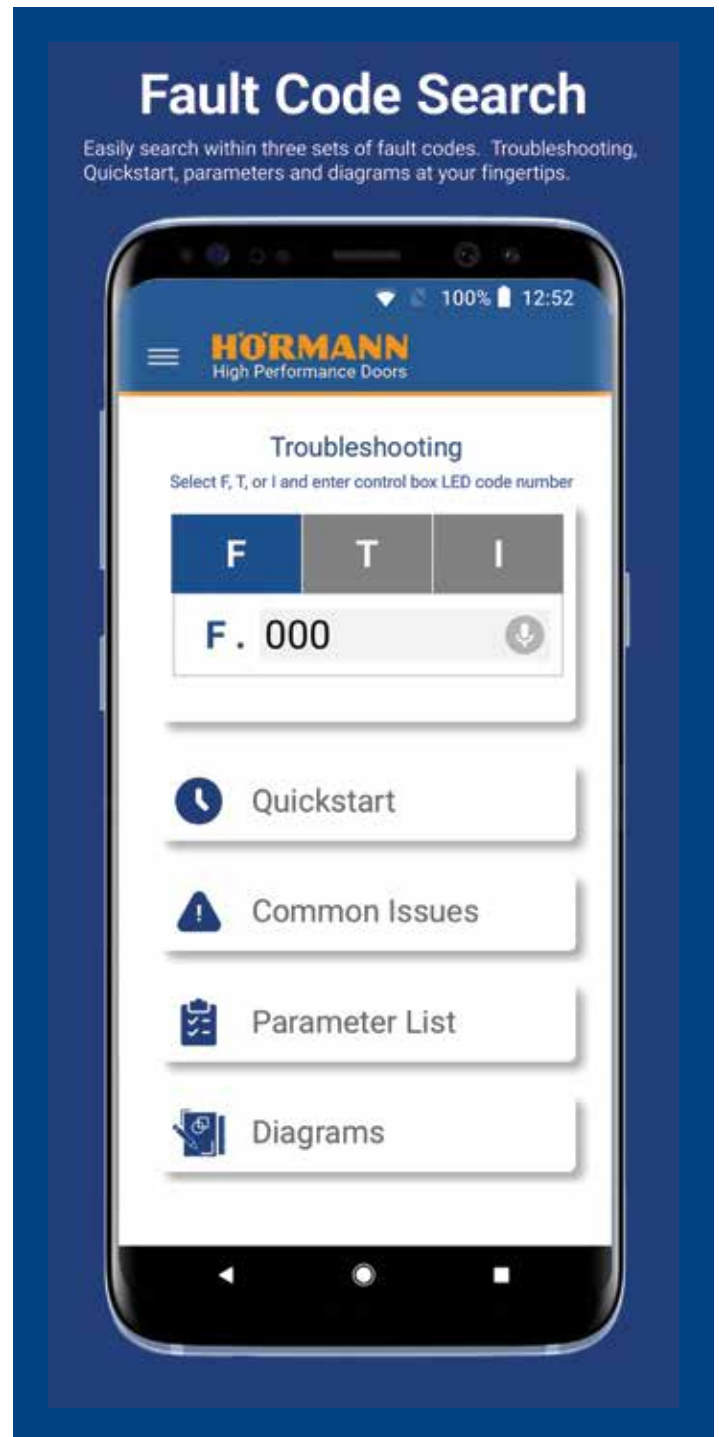 Fault Code Search
Easily search within three sets of fault codes.  Troubleshooting,
Quickstart, parameters and diagrams at your fingertips.
100% 12:52
HÖRMANN
High Performance Doors
Troubleshooting
Select F, T, or I and enter control box LED code number
F T I
F. 000
Quickstart
Common Issues
Parameter List
Diagrams